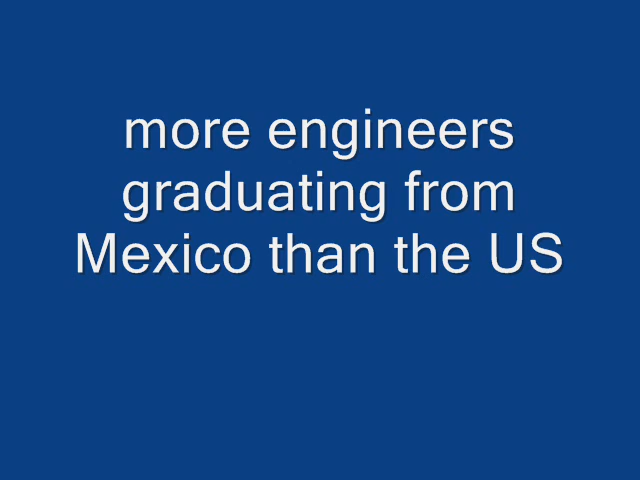 more engineers
graduating from
Mexico than the US